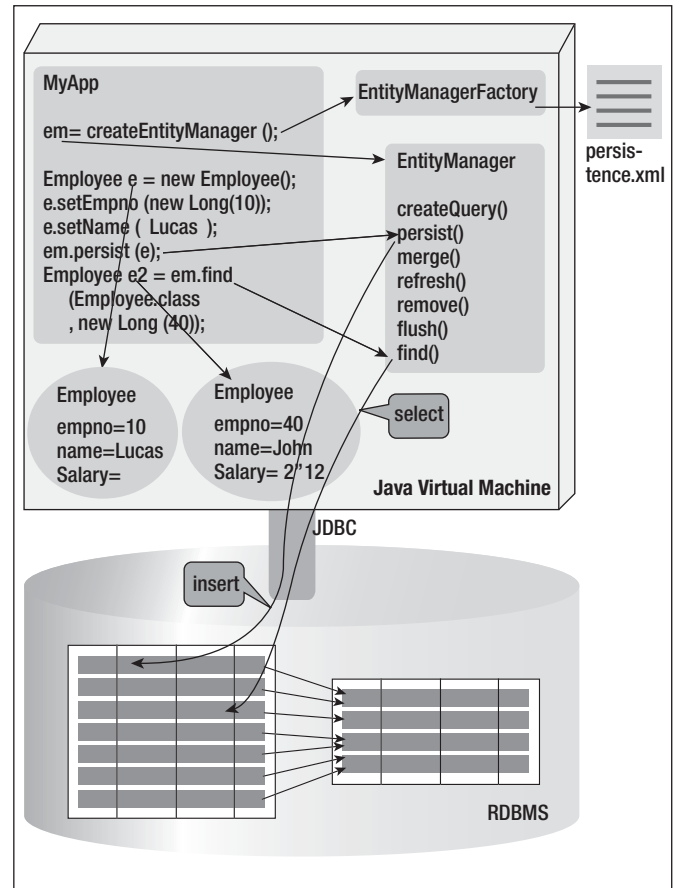 MyApp
em= createEntityManager ();
Employee e = new Employee();
e.setEmpno (new Long(10));
e.setName ( Lucas );
em.persist (e);
Employee e2 = em.find
(Employee.class
, new Long (40));
EntityManagerFactory
persis-
tence.xml
EntityManager
createQuery()
persist()
merge()
refresh()
remove()
flush()
find()
Employee
empno=10
name=Lucas
Salary=
Employee
empno=40
name=John
Salary= 2"12
select
Java Virtual Machine
JDBC
insert
RDBMS